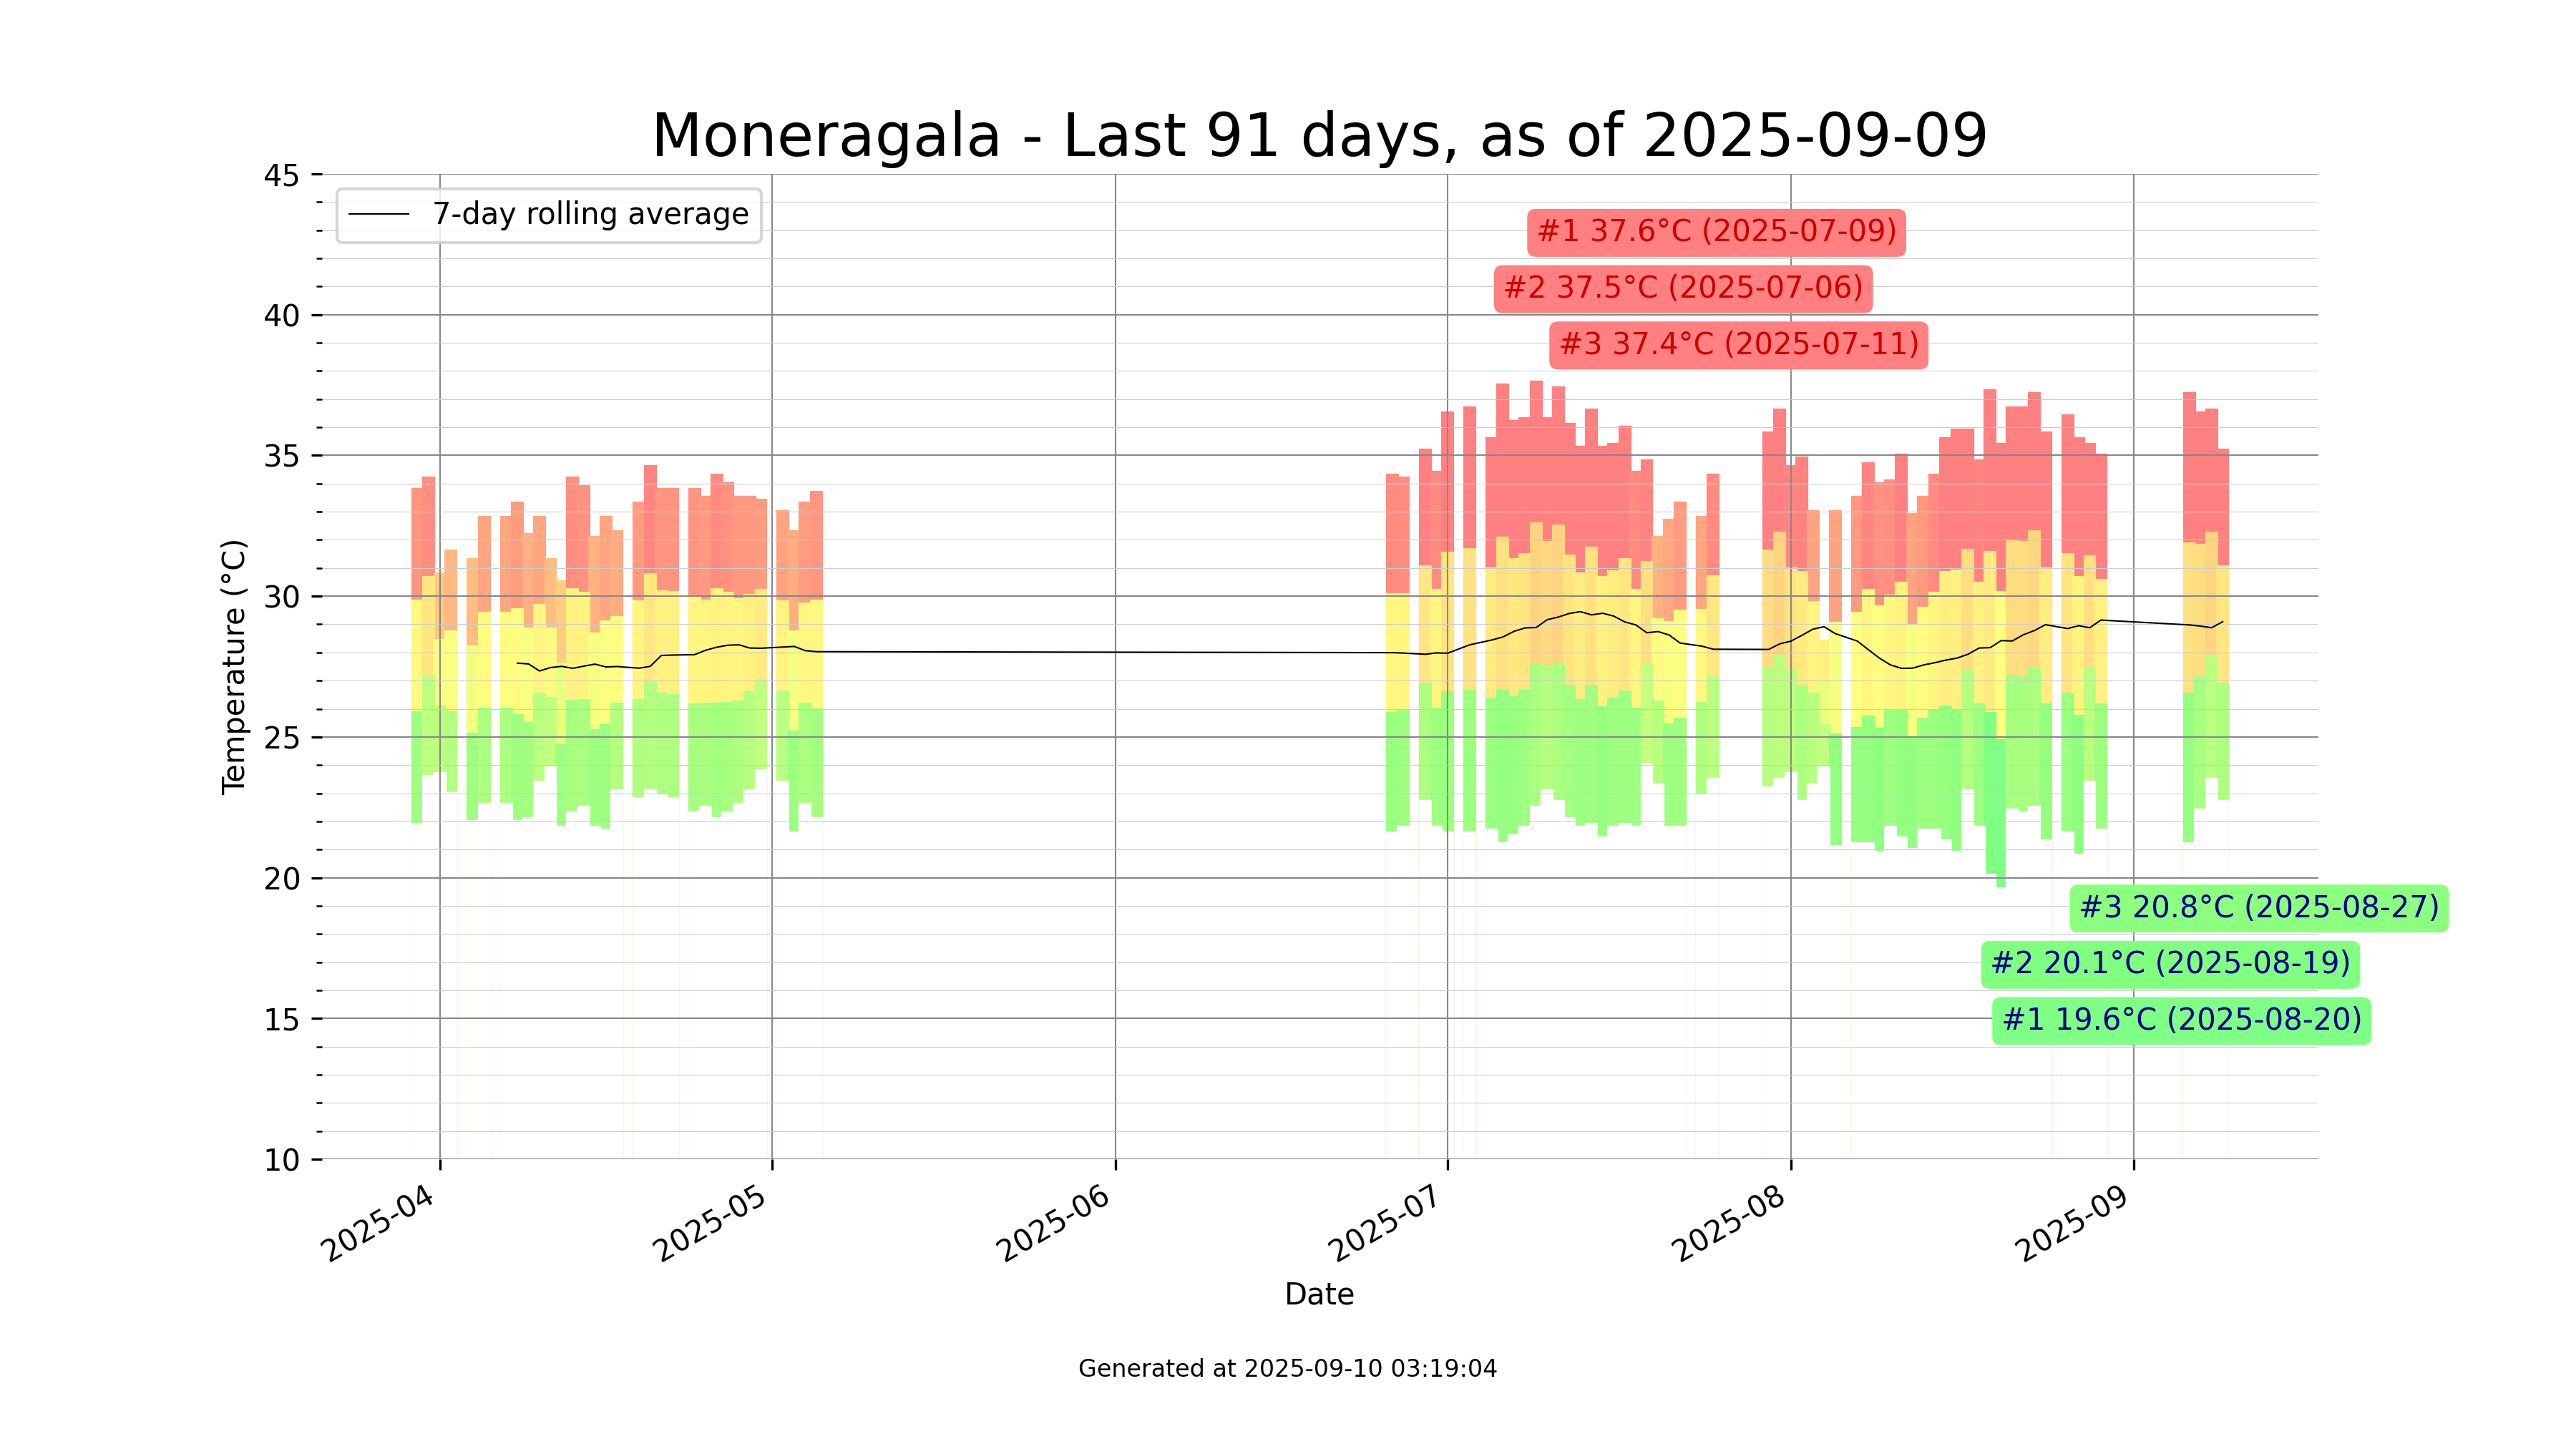 Moneragala - Last 91 days, as of 2025-09-09
45
7-day rolling average
#1 37.6°C (2025-07-09)
#2 37.5°C (2025-07-06)
40
#3 37.4°C (2025-07-11)
35
30
Temperature (°C)
25
20
#3 20.8°C (2025-08-27)
#2 20.1°C (2025-08-19)
15
#1 19.6°C (2025-08-20)
10
2025-04
2025-05
2025-06
2025-07
2025-08
2025-09
Date
Generated at 2025-09-10 03:19:04